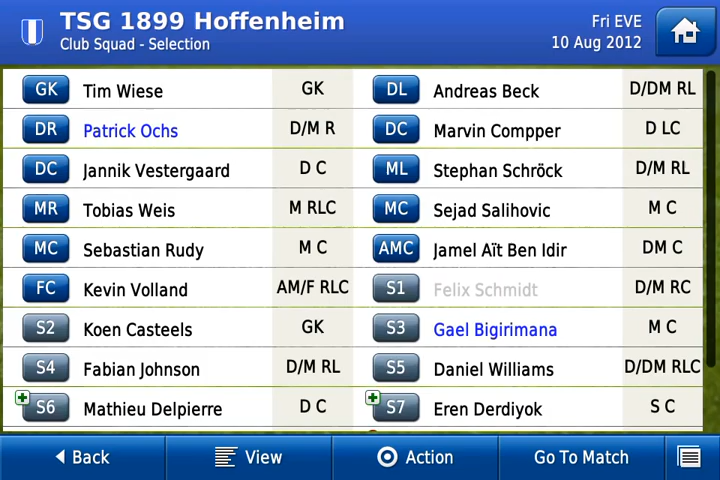 TSG 1899 Hoffenheim
Club Squad - Selection
Fri EVE
10 Aug 2012
GK Tim Wiese GK DL Andreas Beck D/DM RL
DR Patrick Ochs D/M R DC Marvin Compper D LC
DC Jannik Vestergaard D C ML Stephan Schröck D/M RL
MR Tobias Weis M RLC MC Sejad Salihovic M C
MC Sebastian Rudy M C AMC Jamel Aït Ben Idir DM C
FC Kevin Volland AM/F RLC S1 Felix Schmidt D/M RC
S2 Koen Casteels GK S3 Gael Bigirimana M C
S4 Fabian Johnson D/M RL S5 Daniel Williams D/DM RLC
S6 Mathieu Delpierre D C S7 Eren Derdiyok S C
Back View Action Go To Match